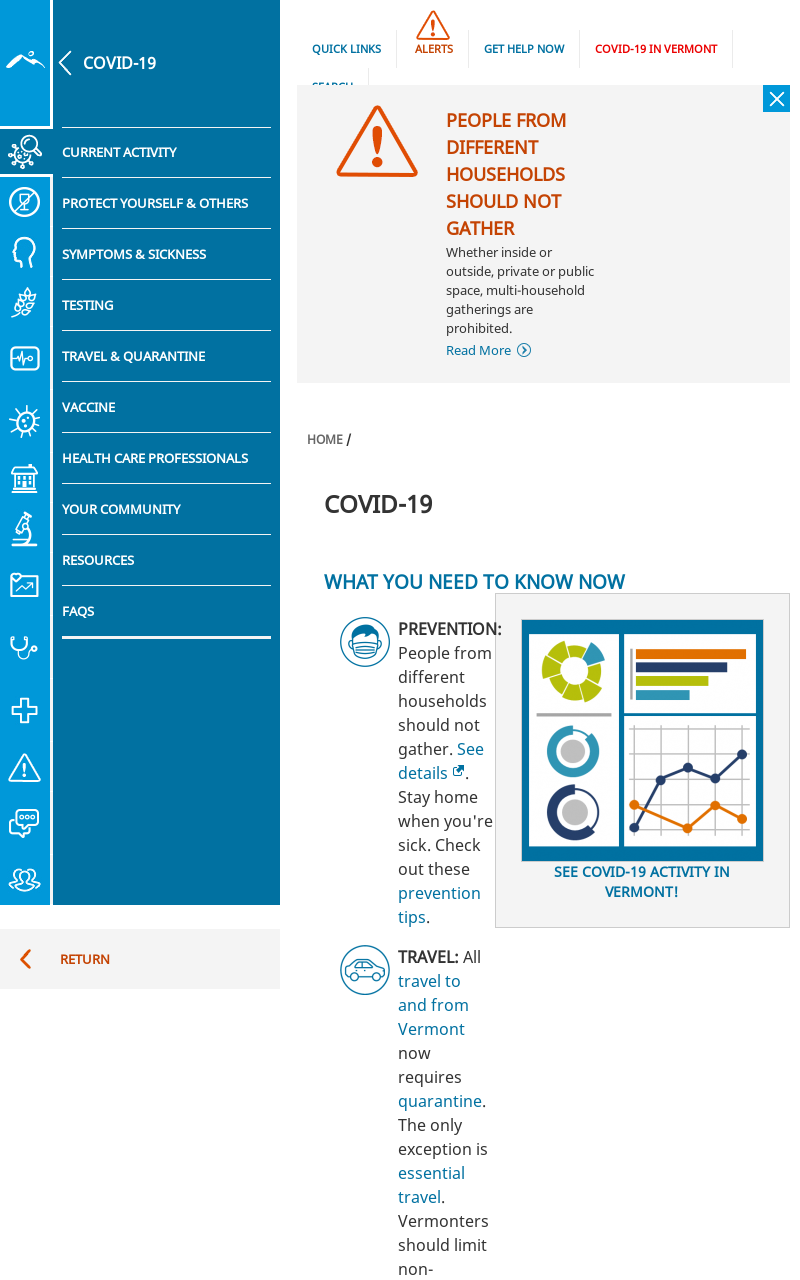 COVID-19
CURRENT ACTIVITY
PROTECT YOURSELF & OTHERS
SYMPTOMS & SICKNESS
TESTING
TRAVEL & QUARANTINE
VACCINE
HEALTH CARE PROFESSIONALS
YOUR COMMUNITY
RESOURCES
FAQS
RETURN
QUICK LINKS
ALERTS
GET HELP NOW
COVID-19 IN VERMONT
SEARCH
PEOPLE FROM
DIFFERENT
HOUSEHOLDS
SHOULD NOT
GATHER
Whether inside or
outside, private or public
space, multi-household
gatherings are
prohibited.
Read More
HOME /
COVID-19
WHAT YOU NEED TO KNOW NOW
PREVENTION:
People from
different
households
should not
gather. See
details .
Stay home
when you're
sick. Check
out these
prevention
tips.
TRAVEL: All
travel to
and from
Vermont
now
requires
quarantine.
The only
exception is
essential
travel.
Vermonters
should limit
non-
SEE COVID-19 ACTIVITY IN
VERMONT!